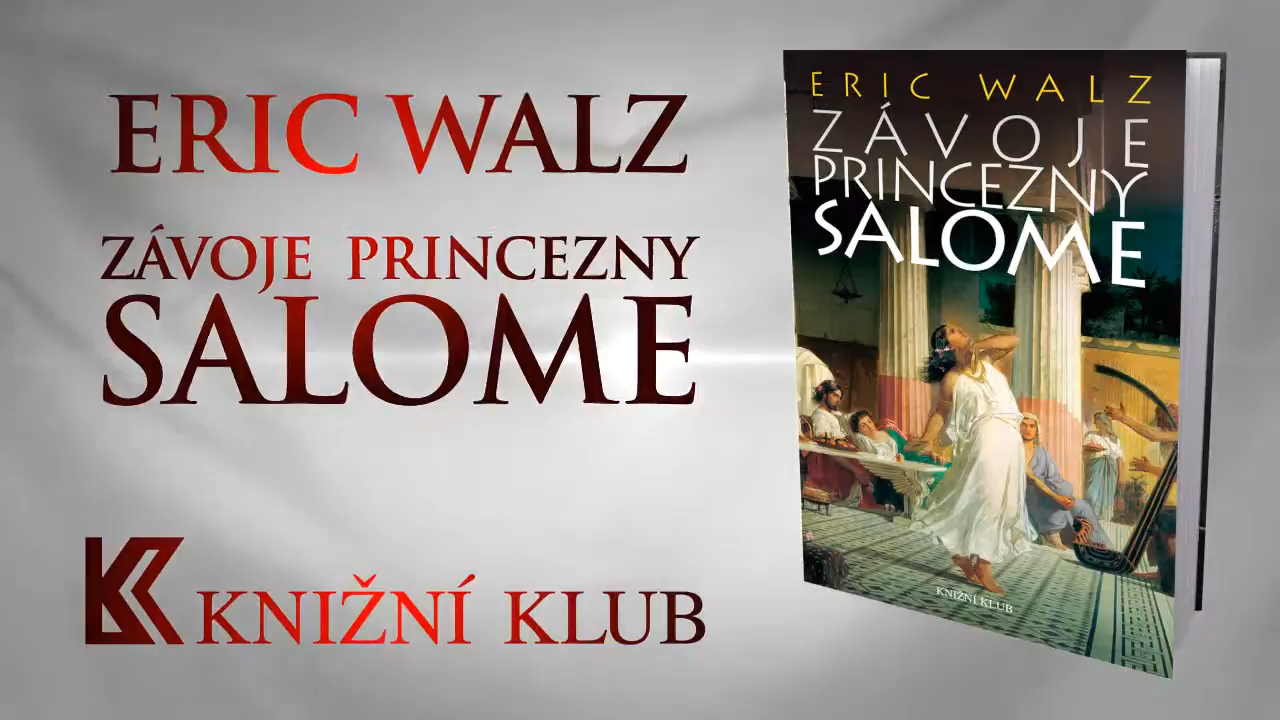 ERIC WALZ
ZÁVOJE PRINCEZNY
SALOME
KNIŽNÍ KLUB
ERIC WALZ
ZÁVOJE
PRINCEZNY
SALOME
KNIŽNÍ KLUB